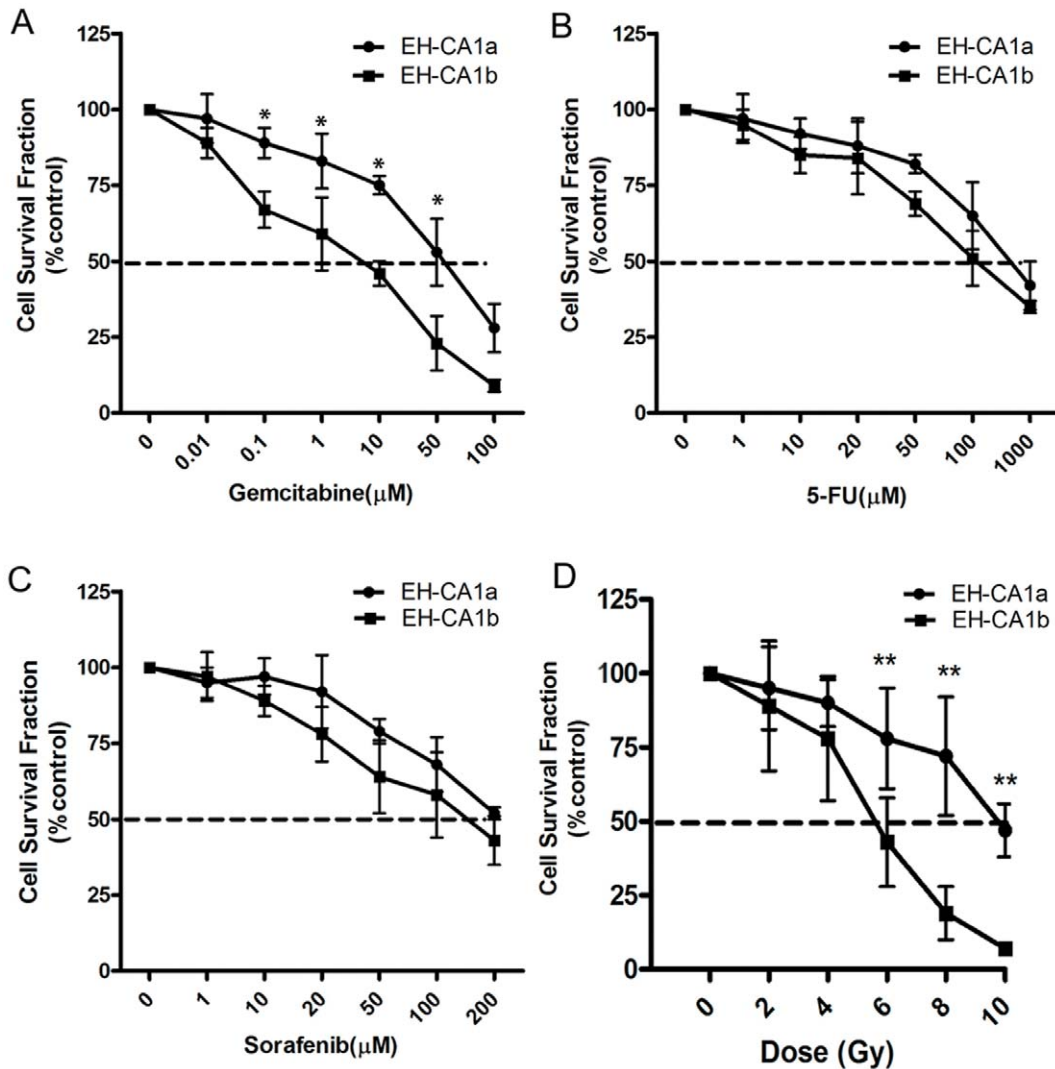 A
EH-CA1a
EH-CA1b
Cell Survival Fraction
(%control)
125
100
75
50
25
0
*
*
*
*
0
0.01
0.1
1
10
50
100
Gemcitabine(μM)
B
EH-CA1a
EH-CA1b
Cell Survival Fraction
(%control)
125
100
75
50
25
0
0
1
10
20
50
100
1000
5-FU(μM)
C
EH-CA1a
EH-CA1b
Cell Survival Fraction
(%control)
125
100
75
50
25
0
0
1
10
20
50
100
200
Sorafenib(μM)
D
EH-CA1a
EH-CA1b
Cell Survival Fraction
(%control)
125
100
75
50
25
0
**
**
**
0
2
4
6
8
10
Dose (Gy)